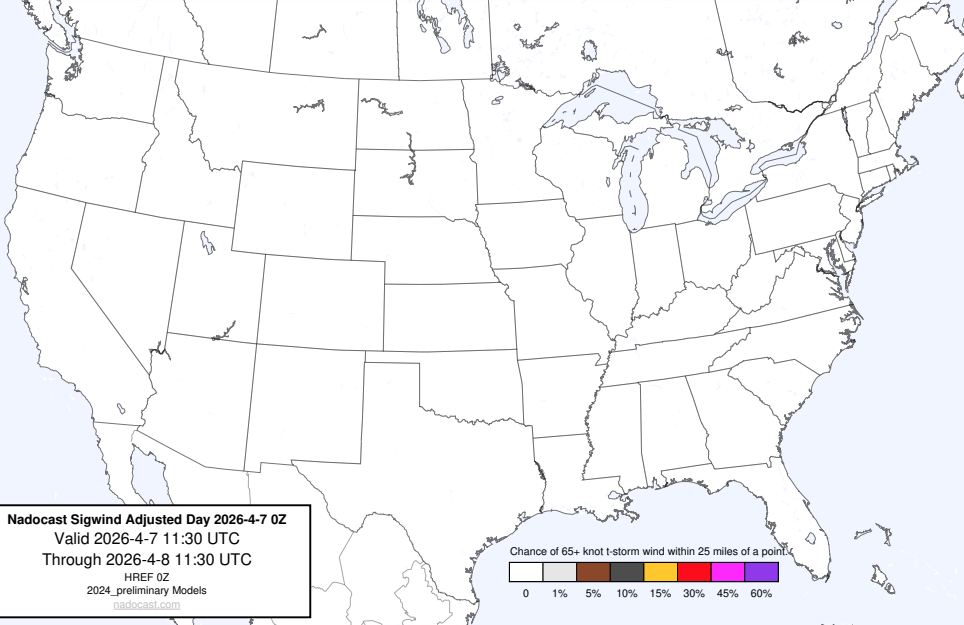 Nadocast Sigwind Adjusted Day 2026-4-7 0Z
Valid 2026-4-7 11:30 UTC
Through 2026-4-8 11:30 UTC
HREF 0Z
2024_preliminary Models
nadocast.com
Chance of 65+ knot t-storm wind within 25 miles of a point.
0 1% 5% 10% 15% 30% 45% 60%